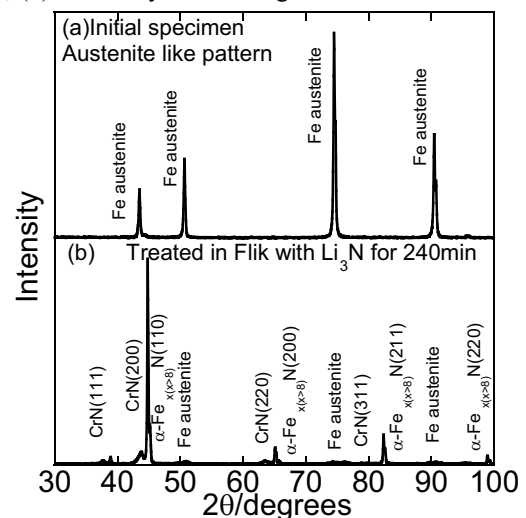 (a)Initial specimen
Austenite like pattern
Fe austenite
Fe austenite
Fe austenite
Fe austenite
(b) Treated in Flik with Li3N for 240min
CrN(111)
CrN(200)
α-Fex(x>8)N(110)
Fe austenite
CrN(220)
α-Fex(x>8)N(200)
Fe austenite
CrN(311)
α-Fex(x>8)N(211)
Fe austenite
α-Fex(x>8)N(220)
Intensity
30 40 50 60 70 80 90 100
2θ/degrees